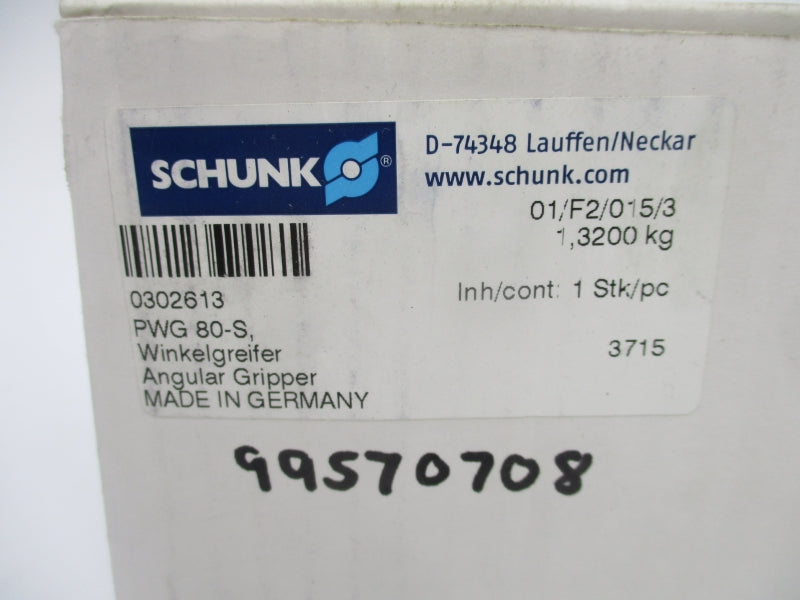 SCHUNK ®
D-74348 Lauffen/Neckar
www.schunk.com
01/F2/015/3
1,3200 kg
0302613
Inh/cont: 1 Stk/pc
PWG 80-S,
Winkelgreifer
3715
Angular Gripper
MADE IN GERMANY
99570708